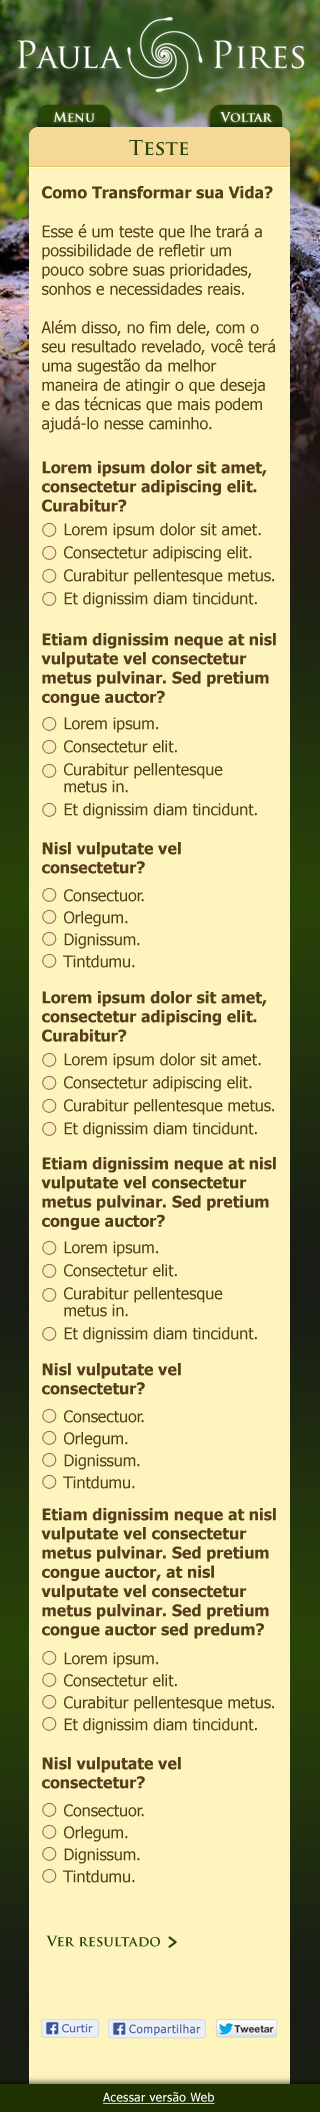 PAULA PIRES
MENU
VOLTAR
TESTE
Como Transformar sua Vida?
Esse é um teste que lhe trará a
possibilidade de refletir um
pouco sobre suas prioridades,
sonhos e necessidades reais.
Além disso, no fim dele, com o
seu resultado revelado, você terá
uma sugestão da melhor
maneira de atingir o que deseja
e das técnicas que mais podem
ajudá-lo nesse caminho.
Lorem ipsum dolor sit amet,
consectetur adipiscing elit.
Curabitur?
Lorem ipsum dolor sit amet.
Consectetur adipiscing elit.
Curabitur pellentesque metus.
Et dignissim diam tincidunt.
Etiam dignissim neque at nisl
vulputate vel consectetur
metus pulvinar. Sed pretium
congue auctor?
Lorem ipsum.
Consectetur elit.
Curabitur pellentesque
metus in.
Et dignissim diam tincidunt.
Nisl vulputate vel
consectetur?
Consectuor.
Orlegum.
Dignissum.
Tintdumu.
Lorem ipsum dolor sit amet,
consectetur adipiscing elit.
Curabitur?
Lorem ipsum dolor sit amet.
Consectetur adipiscing elit.
Curabitur pellentesque metus.
Et dignissim diam tincidunt.
Etiam dignissim neque at nisl
vulputate vel consectetur
metus pulvinar. Sed pretium
congue auctor?
Lorem ipsum.
Consectetur elit.
Curabitur pellentesque
metus in.
Et dignissim diam tincidunt.
Nisl vulputate vel
consectetur?
Consectuor.
Orlegum.
Dignissum.
Tintdumu.
Etiam dignissim neque at nisl
vulputate vel consectetur
metus pulvinar. Sed pretium
congue auctor, at nisl
vulputate vel consectetur
metus pulvinar. Sed pretium
congue auctor sed predum?
Lorem ipsum.
Consectetur elit.
Curabitur pellentesque metus.
Et dignissim diam tincidunt.
Nisl vulputate vel
consectetur?
Consectuor.
Orlegum.
Dignissum.
Tintdumu.
VER RESULTADO >
Curtir
Compartilhar
Tweetar
Acessar versão Web